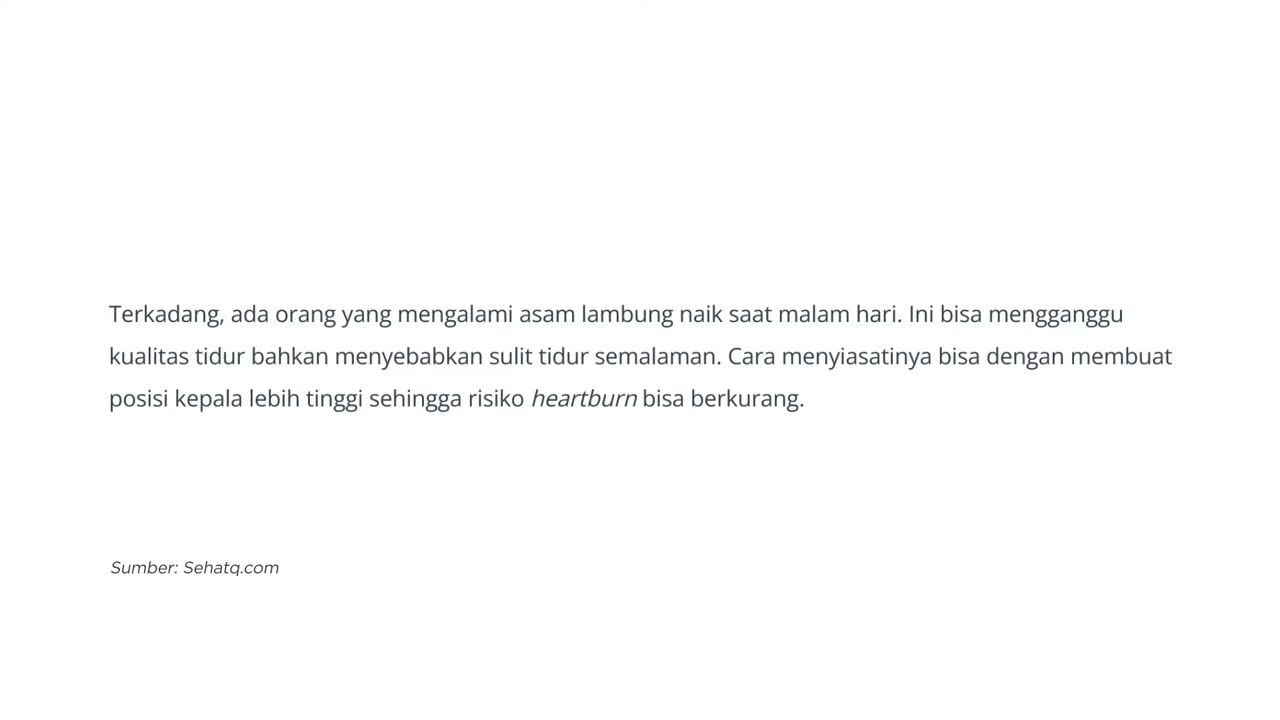 Terkadang, ada orang yang mengalami asam lambung naik saat malam hari. Ini bisa mengganggu
kualitas tidur bahkan menyebabkan sulit tidur semalaman. Cara menyiasatinya bisa dengan membuat
posisi kepala lebih tinggi sehingga risiko heartburn bisa berkurang.
Sumber: Sehatq.com